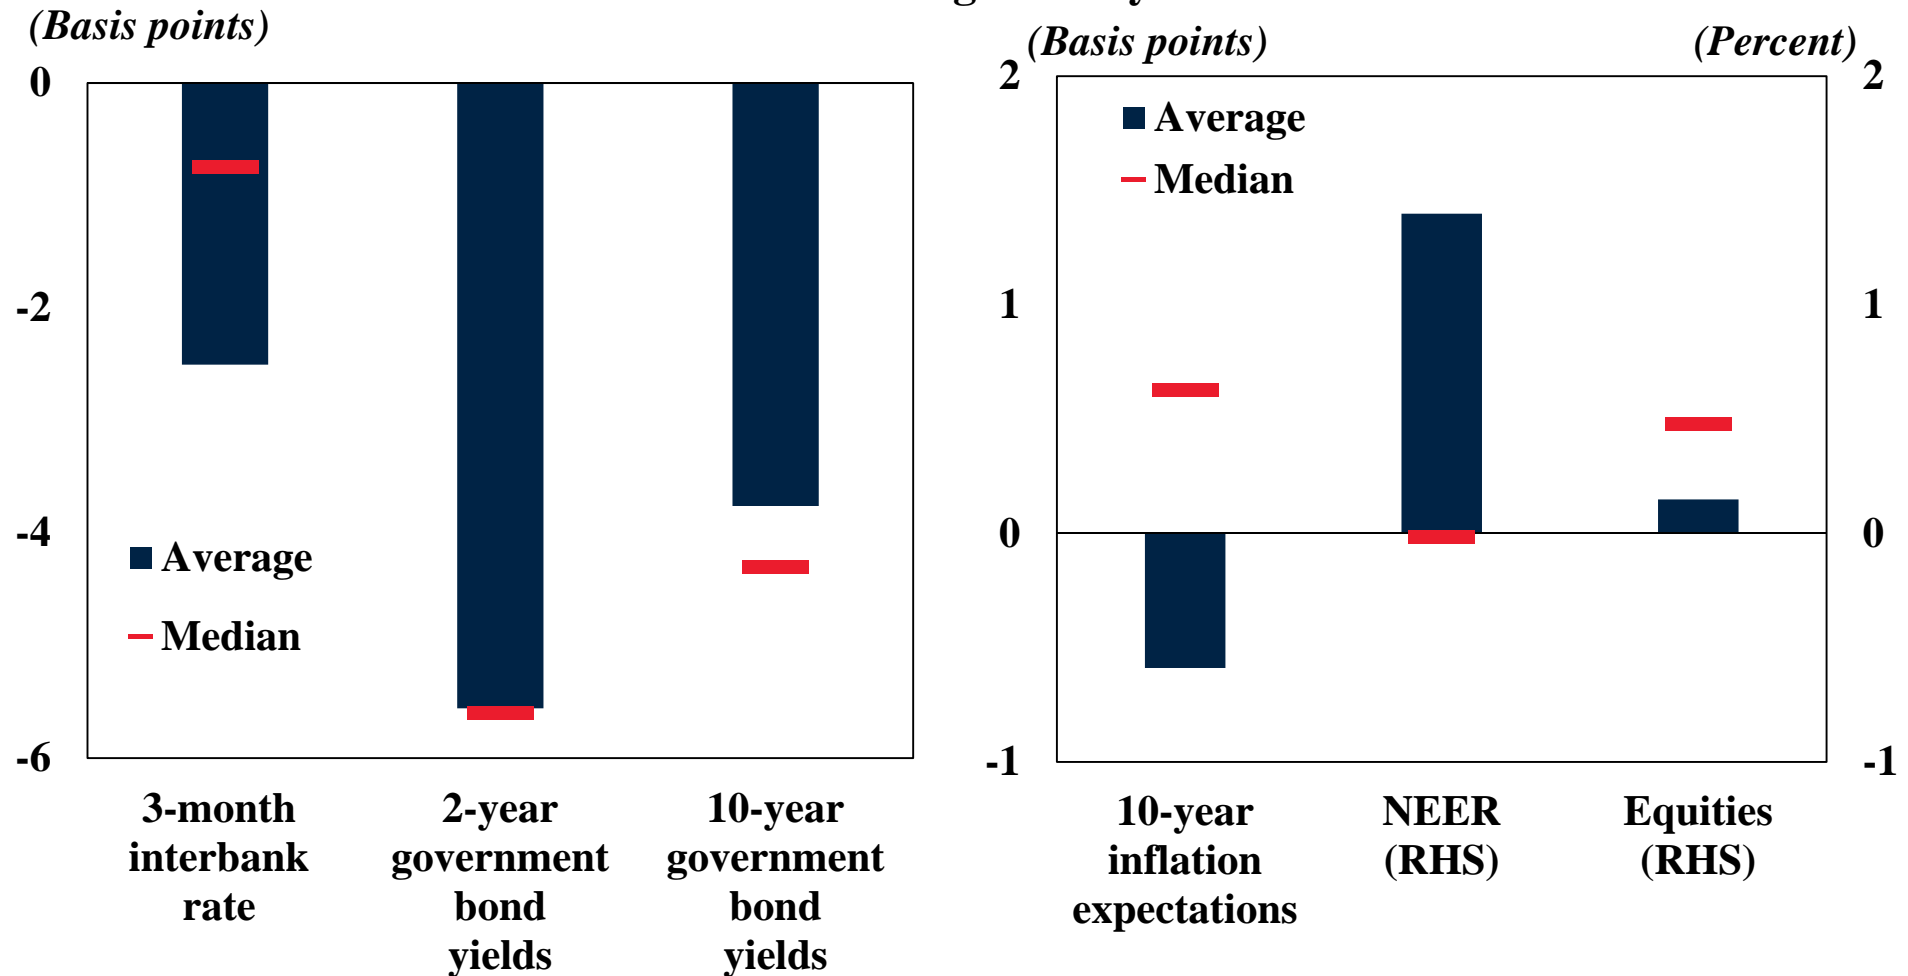 (Basis points)
0
-2
-4
-6
Average
Median
3-month
interbank
rate
2-year
government
bond
yields
10-year
government
bond
yields
(Basis points)
(Percent)
2
1
0
-1
Average
Median
2
1
0
-1
10-year
inflation
expectations
NEER
(RHS)
Equities
(RHS)